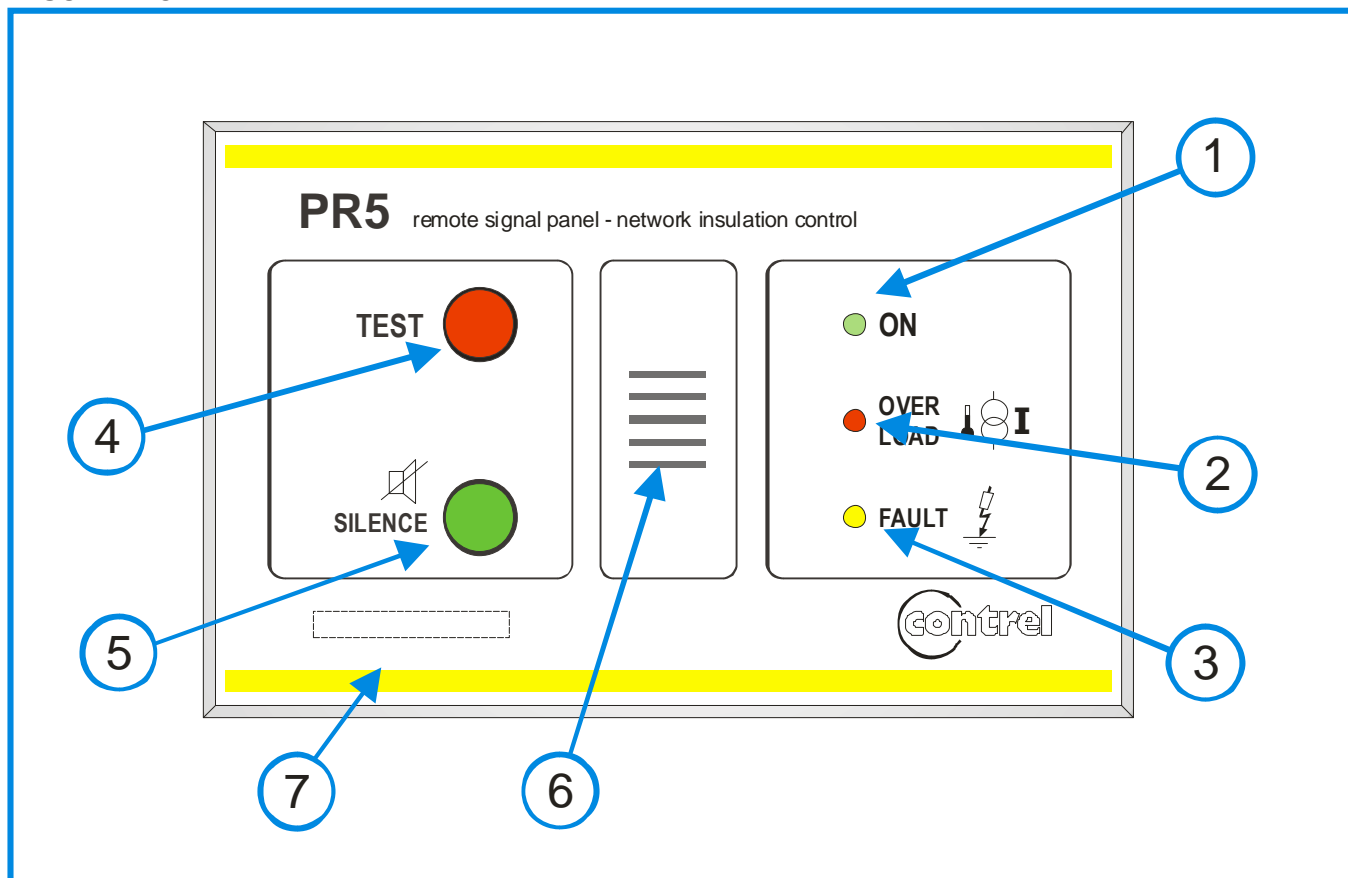 PR5 remote signal panel - network insulation control
1
TEST
ON
OVER
LOAD
I
4
2
SILENCE
FAULT
contrel
5
3
7
6